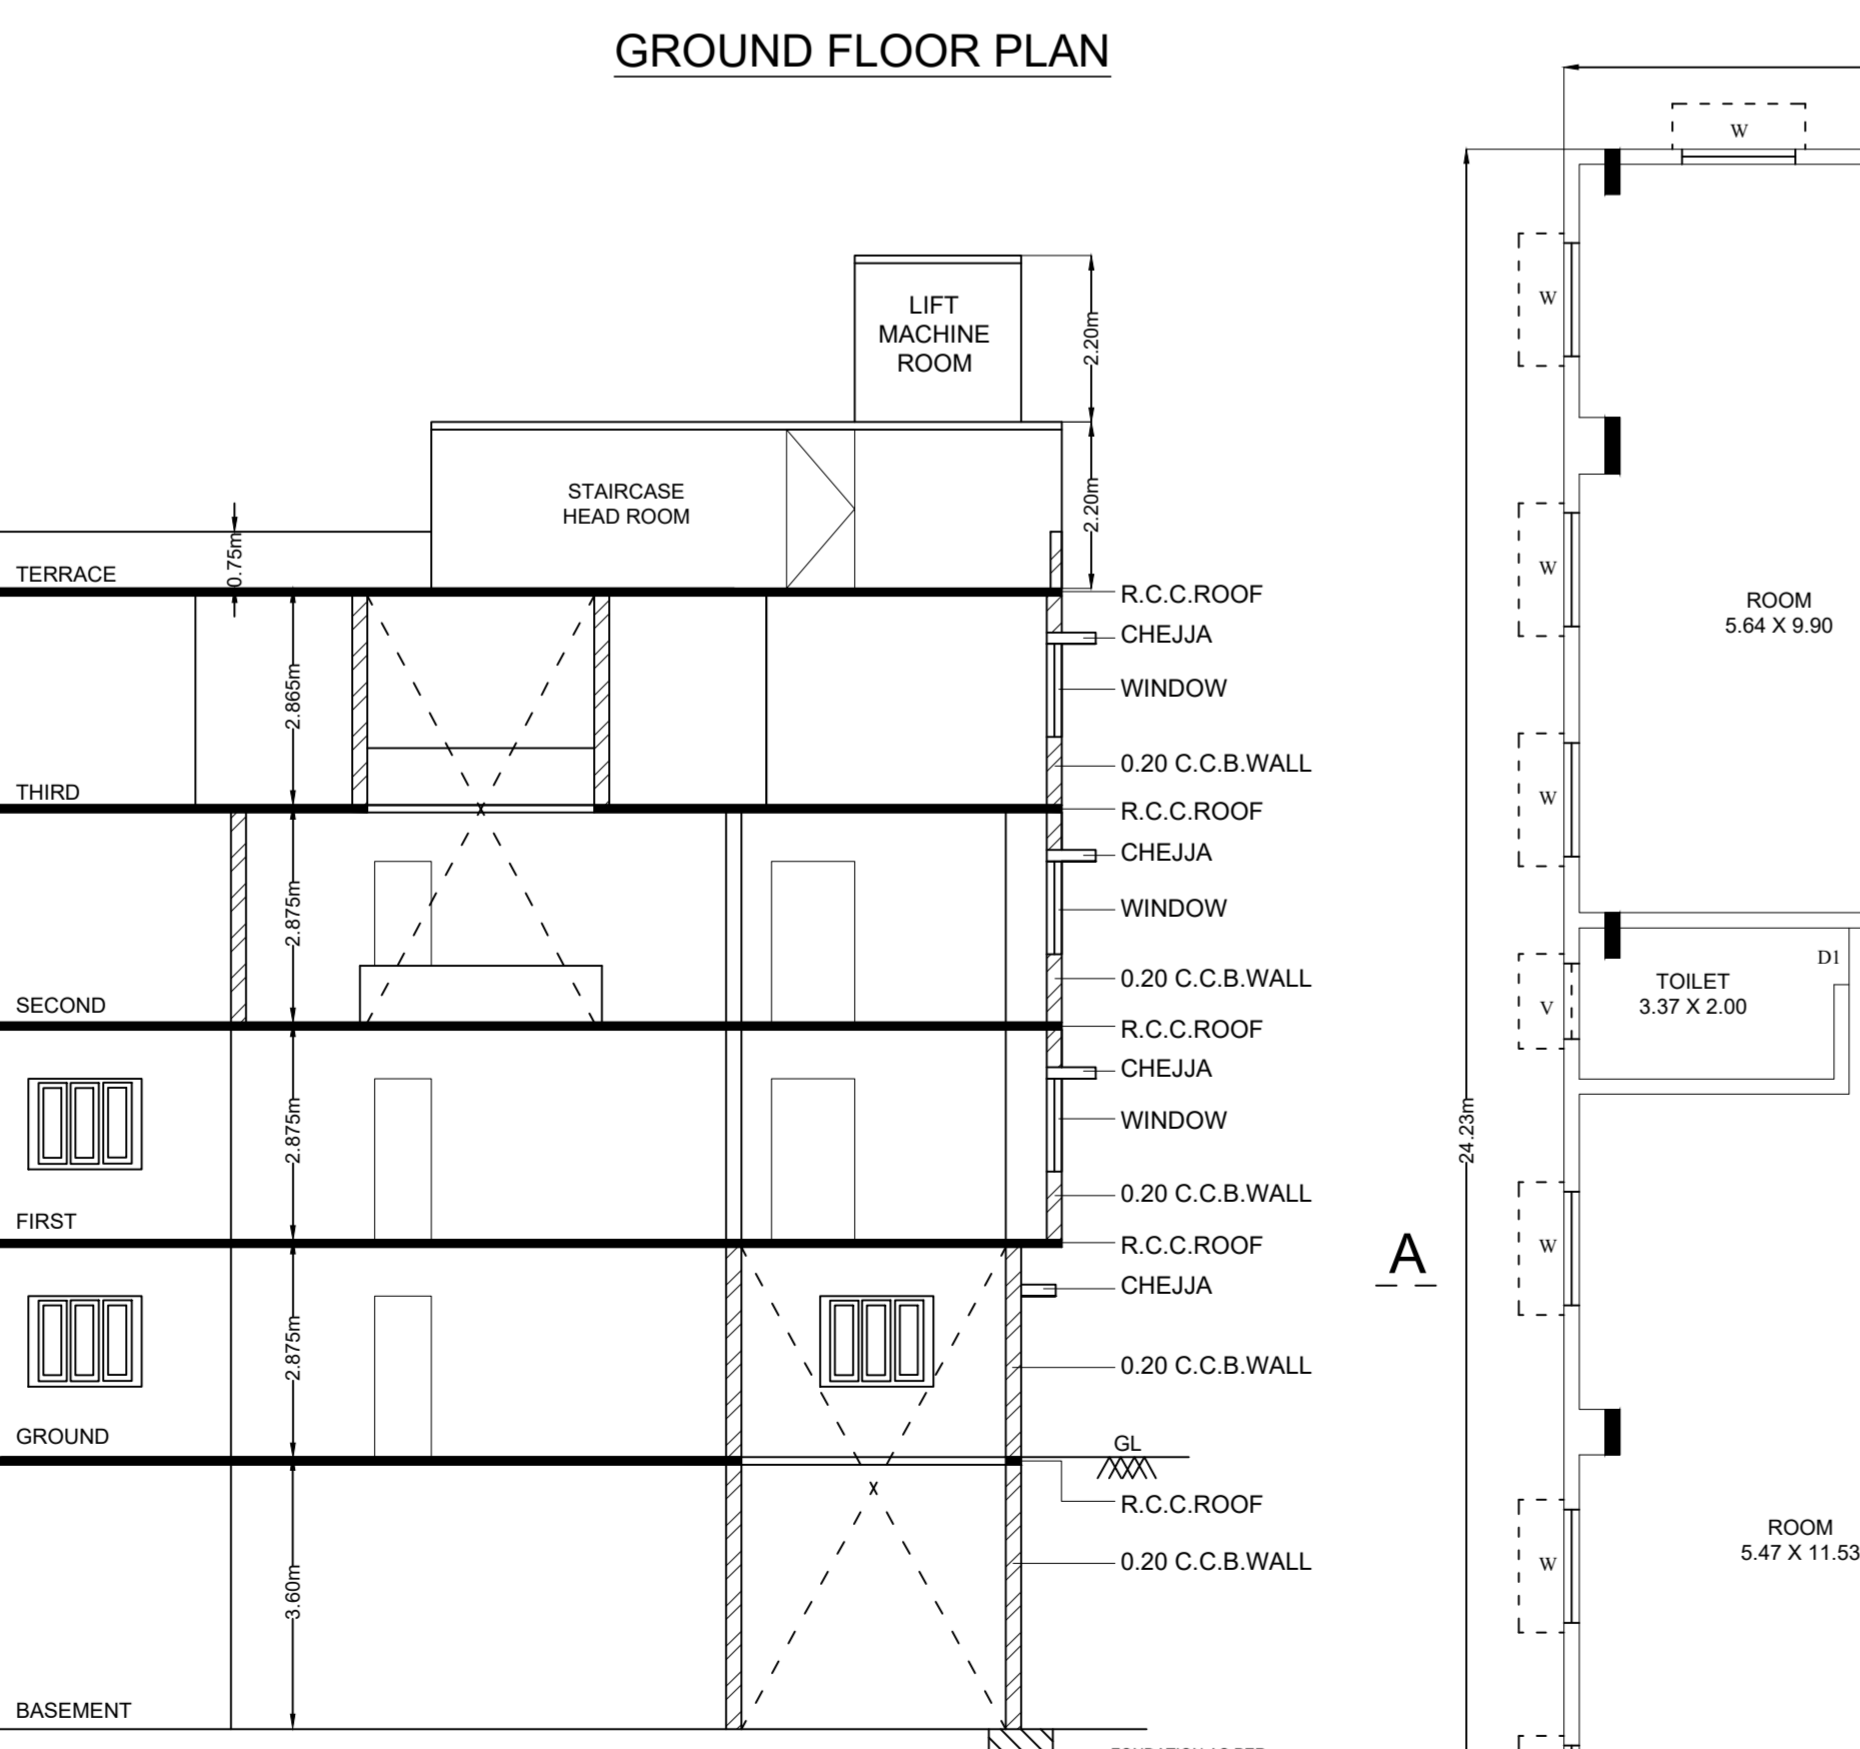 GROUND FLOOR PLAN
LIFT
MACHINE
ROOM
2.20m
STAIRCASE
HEAD ROOM
2.20m
0.75m
TERRACE
R.C.C.ROOF
CHEJJA
2.865m
WINDOW
0.20 C.C.B.WALL
THIRD
R.C.C.ROOF
CHEJJA
2.875m
WINDOW
0.20 C.C.B.WALL
SECOND
R.C.C.ROOF
CHEJJA
2.875m
WINDOW
0.20 C.C.B.WALL
FIRST
R.C.C.ROOF
CHEJJA
2.875m
0.20 C.C.B.WALL
GROUND
GL
R.C.C.ROOF
0.20 C.C.B.WALL
3.60m
BASEMENT
A
24.23m
W
W
W
ROOM
5.64 X 9.90
W
D1
TOILET
3.37 X 2.00
V
W
ROOM
5.47 X 11.53
W